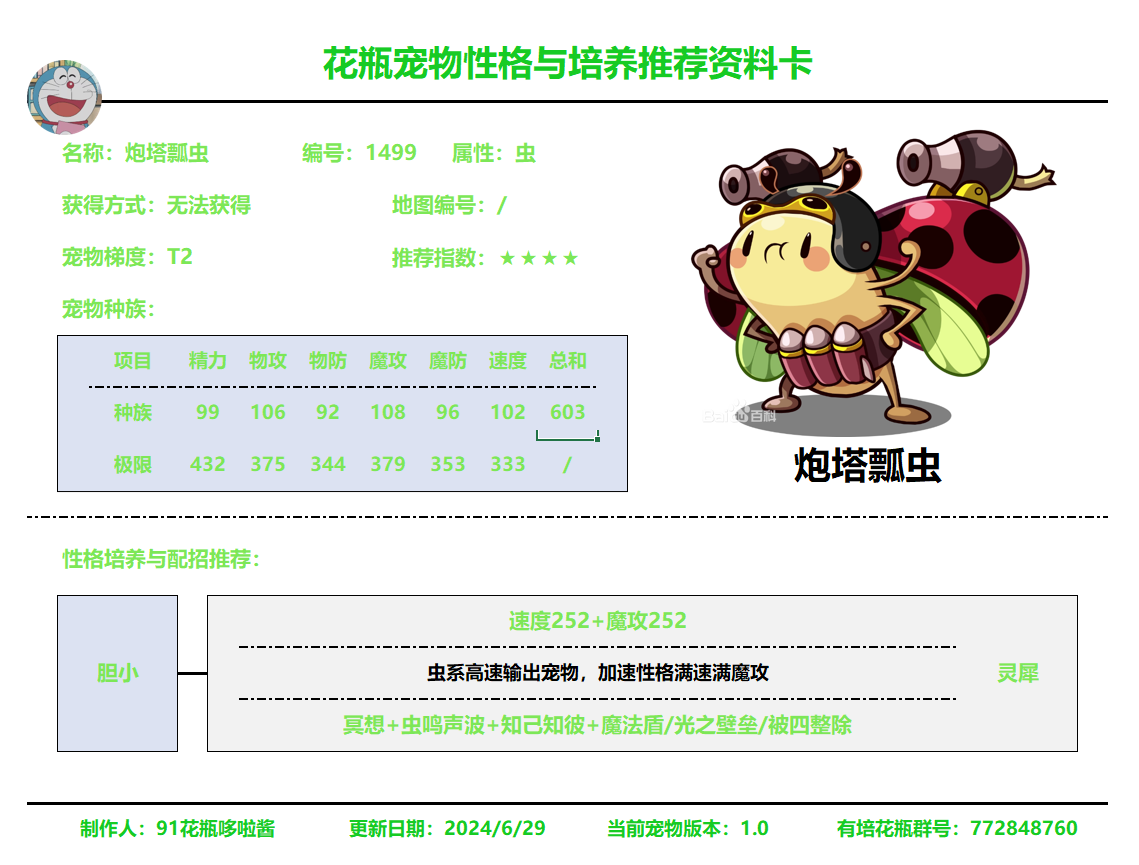 花瓶宠物性格与培养推荐资料卡
名称：炮塔瓢虫 编号：1499 属性：虫
获得方式：无法获得 地图编号：/
宠物梯度：T2 推荐指数：★★★★
宠物种族：
项目 精力 物攻 物防 魔攻 魔防 速度 总和
种族 99 106 92 108 96 102 603
极限 432 375 344 379 353 333 /
Bai百科
炮塔瓢虫
性格培养与配招推荐：
速度252+魔攻252
胆小 虫系高速输出宠物，加速性格满速满魔攻 灵犀
冥想+虫鸣声波+知己知彼+魔法盾/光之壁垒/被四整除
制作人：91花瓶哆啦酱 更新日期：2024/6/29 当前宠物版本：1.0 有培花瓶群号：772848760